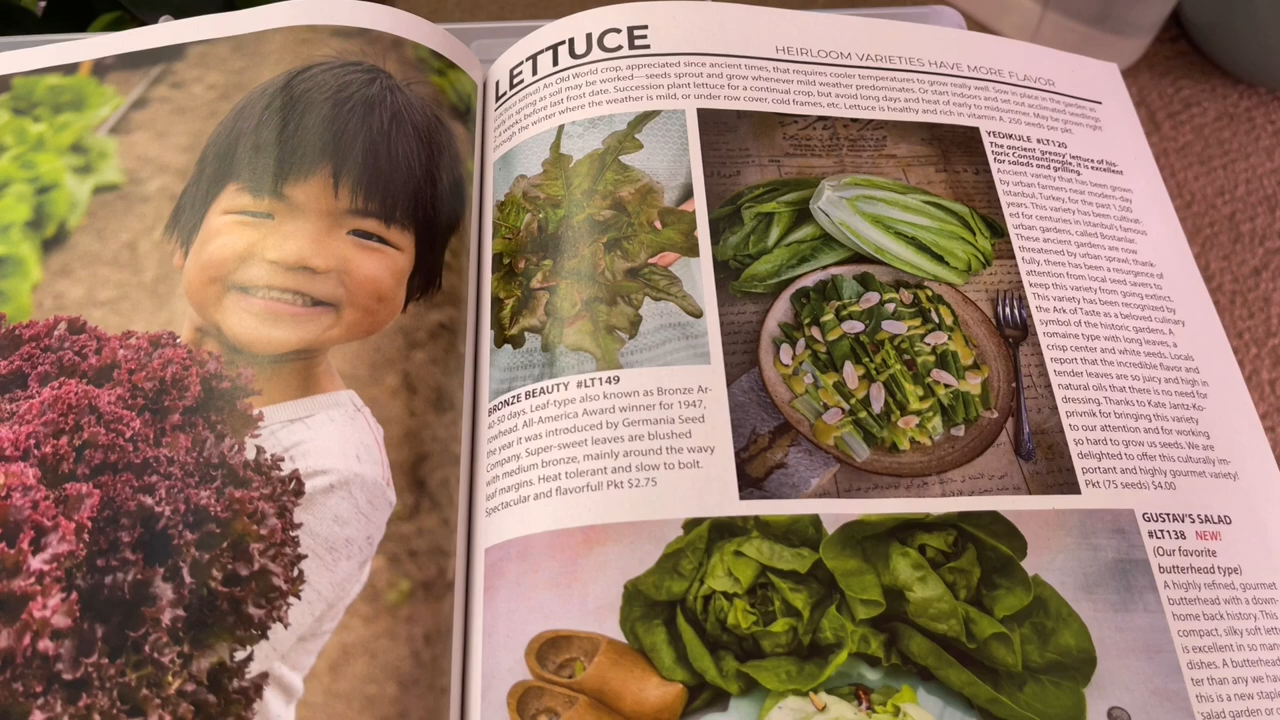 LETTUCE
HEIRLOOM VARIETIES HAVE MORE FLAVOR
(Lactuca sativa) An Old World crop, appreciated since ancient times, that requires cooler temperatures to grow really well. Sow in place in the garden as
early in spring as soil may be worked—seeds sprout and grow whenever mild weather predominates. Or start indoors and set out acclimated seedlings
2-4 weeks before last frost date. Succession plant lettuce for a continual crop, but avoid long days and heat of early to midsummer. May be grown right
through the winter where the weather is mild, or under row cover, cold frames, etc. Lettuce is healthy and rich in vitamin A. 250 seeds per pkt.
BRONZE BEAUTY #LT149
40-50 days. Leaf-type also known as Bronze Ar-
rowhead. All-America Award winner for 1947,
the year it was introduced by Germania Seed
Company. Super-sweet leaves are blushed
with medium bronze, mainly around the wavy
leaf margins. Heat tolerant and slow to bolt.
Spectacular and flavorful! Pkt $2.75
YEDIKULE #LT120
The ancient 'greasy' lettuce of his-
toric Constantinople, it is excellent
for salads and grilling.
Ancient variety that has been grown
by urban farmers near modern-day
Istanbul, Turkey, for the past 1,500
years. This variety has been cultivat-
ed for centuries in Istanbul's famous
urban gardens, called Bostanlar.
These ancient gardens are now
threatened by urban sprawl; thank-
fully, there has been a resurgence of
attention from local seed savers to
keep this variety from going extinct.
This variety has been recognized by
the Ark of Taste as a beloved culinary
symbol of the historic gardens. A
romaine type with long leaves, a
crisp center and white seeds. Locals
report that the incredible flavor and
tender leaves are so juicy and high in
natural oils that there is no need for
dressing. Thanks to Kate Jantz-Ko-
privnik for bringing this variety
to our attention and for working
so hard to grow us seeds. We are
delighted to offer this culturally im-
portant and highly gourmet variety!
Pkt (75 seeds) $4.00
GUSTAV'S SALAD
#LT138 NEW!
(Our favorite
butterhead type)
A highly refined, gourmet
butterhead with a down-
home back history. This
compact, silky soft lett
is excellent in so man
dishes. A butterhea
ter than any we ha
this is a new stap
salad garden or